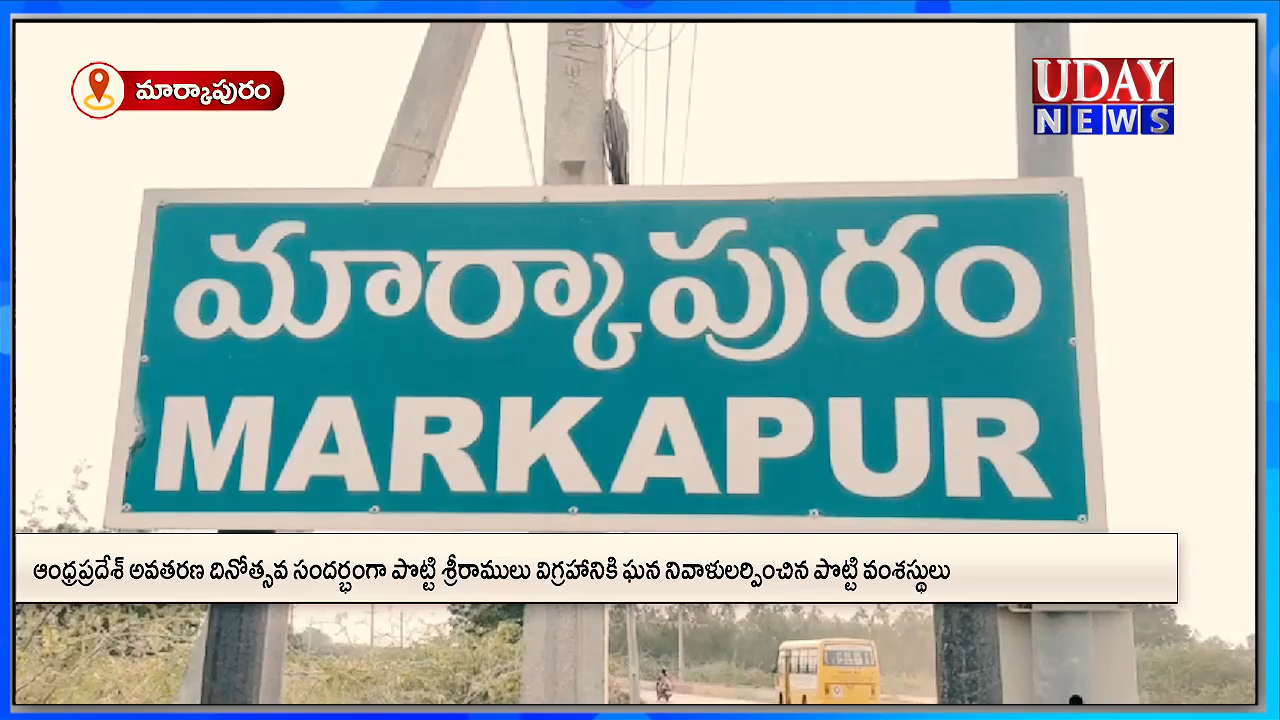 మార్కాపురం
UDAY
NEWS
మార్కాపురం
MARKAPUR
ఆంధ్రప్రదేశ్ అవతరణ దినోత్సవ సందర్భంగా పొట్టి శ్రీరాములు విగ్రహానికి ఘన నివాళులర్పించిన పొట్టి వంశస్థులు